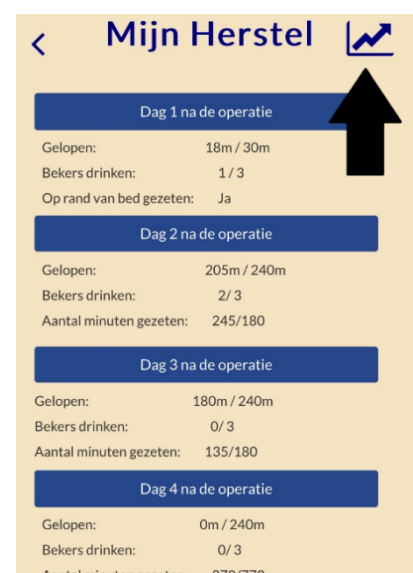 Mijn Herstel
Dag 1 na de operatie
Gelopen: 18m / 30m
Bekers drinken: 1 / 3
Op rand van bed gezeten: Ja
Dag 2 na de operatie
Gelopen: 205m / 240m
Bekers drinken: 2/ 3
Aantal minuten gezeten: 245/180
Dag 3 na de operatie
Gelopen: 180m / 240m
Bekers drinken: 0/ 3
Aantal minuten gezeten: 135/180
Dag 4 na de operatie
Gelopen: 0m / 240m
Bekers drinken: 0/ 3
Aantal minuten gezeten: